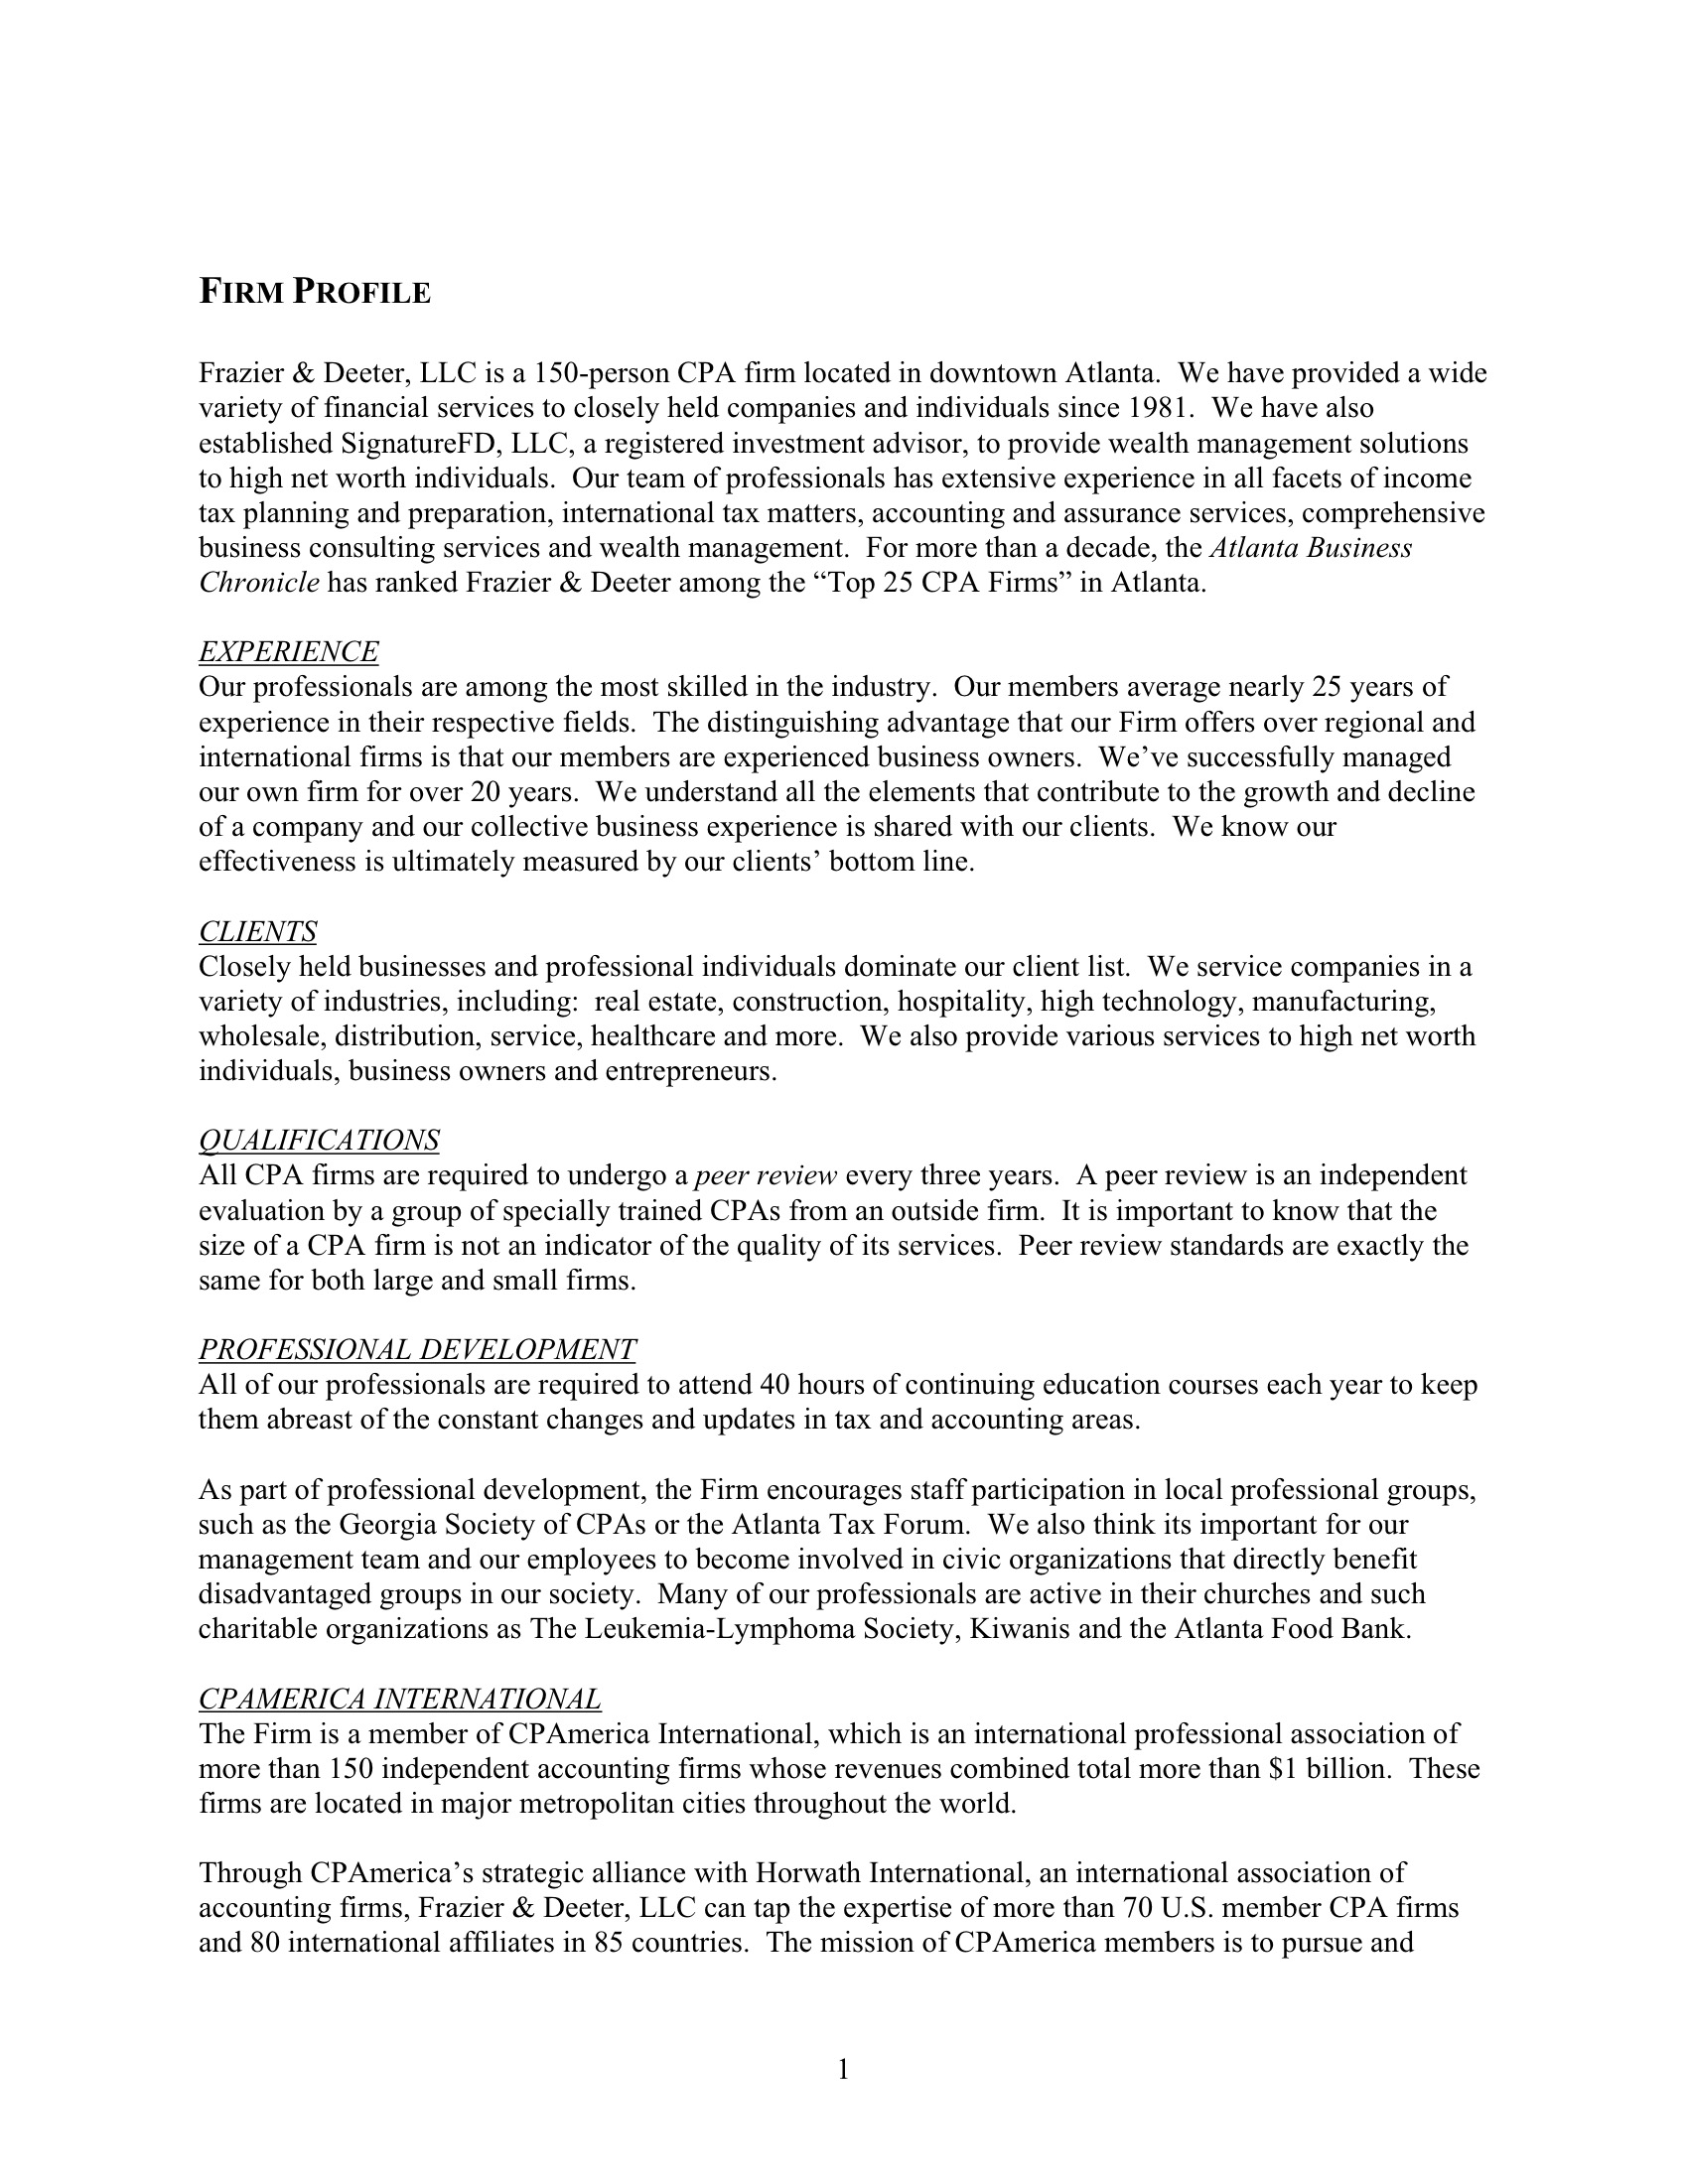 FIRM PROFILE
Frazier & Deeter, LLC is a 150-person CPA firm located in downtown Atlanta.  We have provided a wide
variety of financial services to closely held companies and individuals since 1981.  We have also
established SignatureFD, LLC, a registered investment advisor, to provide wealth management solutions
to high net worth individuals.  Our team of professionals has extensive experience in all facets of income
tax planning and preparation, international tax matters, accounting and assurance services, comprehensive
business consulting services and wealth management.  For more than a decade, the Atlanta Business
Chronicle has ranked Frazier & Deeter among the “Top 25 CPA Firms” in Atlanta.
EXPERIENCE
Our professionals are among the most skilled in the industry.  Our members average nearly 25 years of
experience in their respective fields.  The distinguishing advantage that our Firm offers over regional and
international firms is that our members are experienced business owners.  We’ve successfully managed
our own firm for over 20 years.  We understand all the elements that contribute to the growth and decline
of a company and our collective business experience is shared with our clients.  We know our
effectiveness is ultimately measured by our clients’ bottom line.
CLIENTS
Closely held businesses and professional individuals dominate our client list.  We service companies in a
variety of industries, including:  real estate, construction, hospitality, high technology, manufacturing,
wholesale, distribution, service, healthcare and more.  We also provide various services to high net worth
individuals, business owners and entrepreneurs.
QUALIFICATIONS
All CPA firms are required to undergo a peer review every three years.  A peer review is an independent
evaluation by a group of specially trained CPAs from an outside firm.  It is important to know that the
size of a CPA firm is not an indicator of the quality of its services.  Peer review standards are exactly the
same for both large and small firms.
PROFESSIONAL DEVELOPMENT
All of our professionals are required to attend 40 hours of continuing education courses each year to keep
them abreast of the constant changes and updates in tax and accounting areas.
As part of professional development, the Firm encourages staff participation in local professional groups,
such as the Georgia Society of CPAs or the Atlanta Tax Forum.  We also think its important for our
management team and our employees to become involved in civic organizations that directly benefit
disadvantaged groups in our society.  Many of our professionals are active in their churches and such
charitable organizations as The Leukemia-Lymphoma Society, Kiwanis and the Atlanta Food Bank.
CPAMERICA INTERNATIONAL
The Firm is a member of CPAmerica International, which is an international professional association of
more than 150 independent accounting firms whose revenues combined total more than $1 billion.  These
firms are located in major metropolitan cities throughout the world.
Through CPAmerica’s strategic alliance with Horwath International, an international association of
accounting firms, Frazier & Deeter, LLC can tap the expertise of more than 70 U.S. member CPA firms
and 80 international affiliates in 85 countries.  The mission of CPAmerica members is to pursue and
1